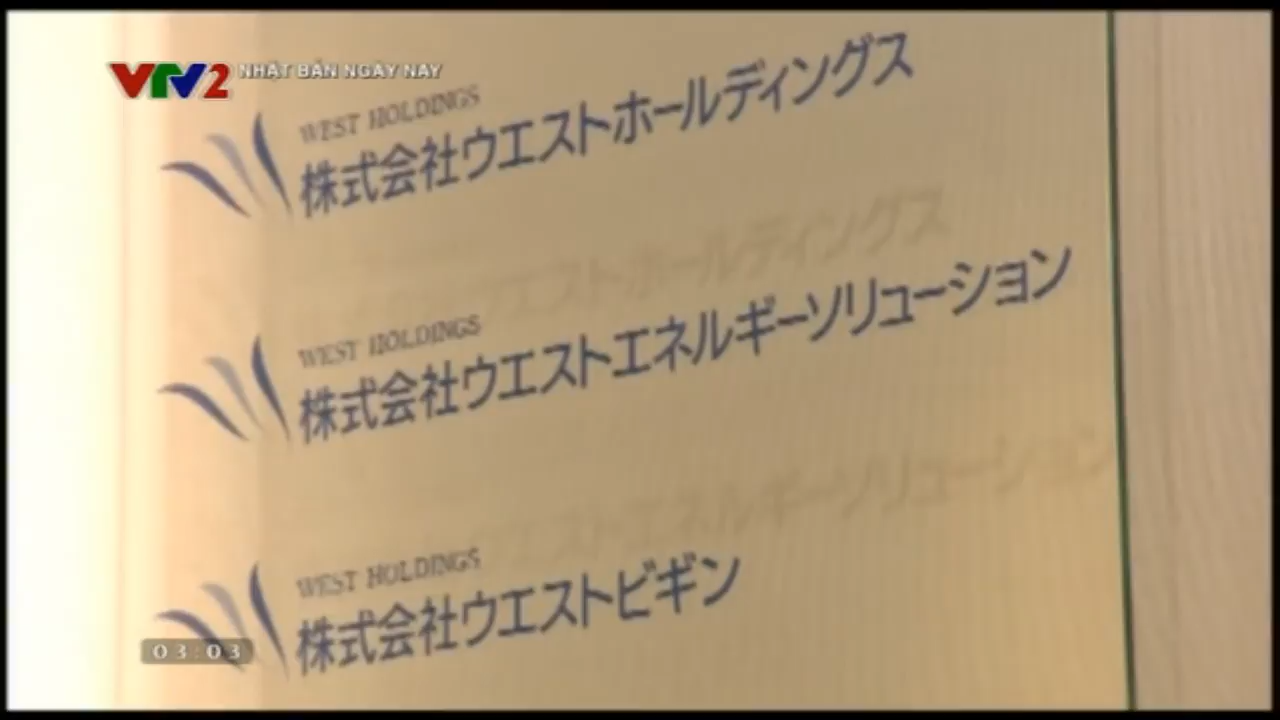 VTV2 NHẬT BẢN NGÀY NAY
WEST HOLDINGS
株式会社ウエストホールディングス
WEST HOLDINGS
株式会社ウエストエネルギーソリューション
WEST HOLDINGS
株式会社ウエストビギン
03:03